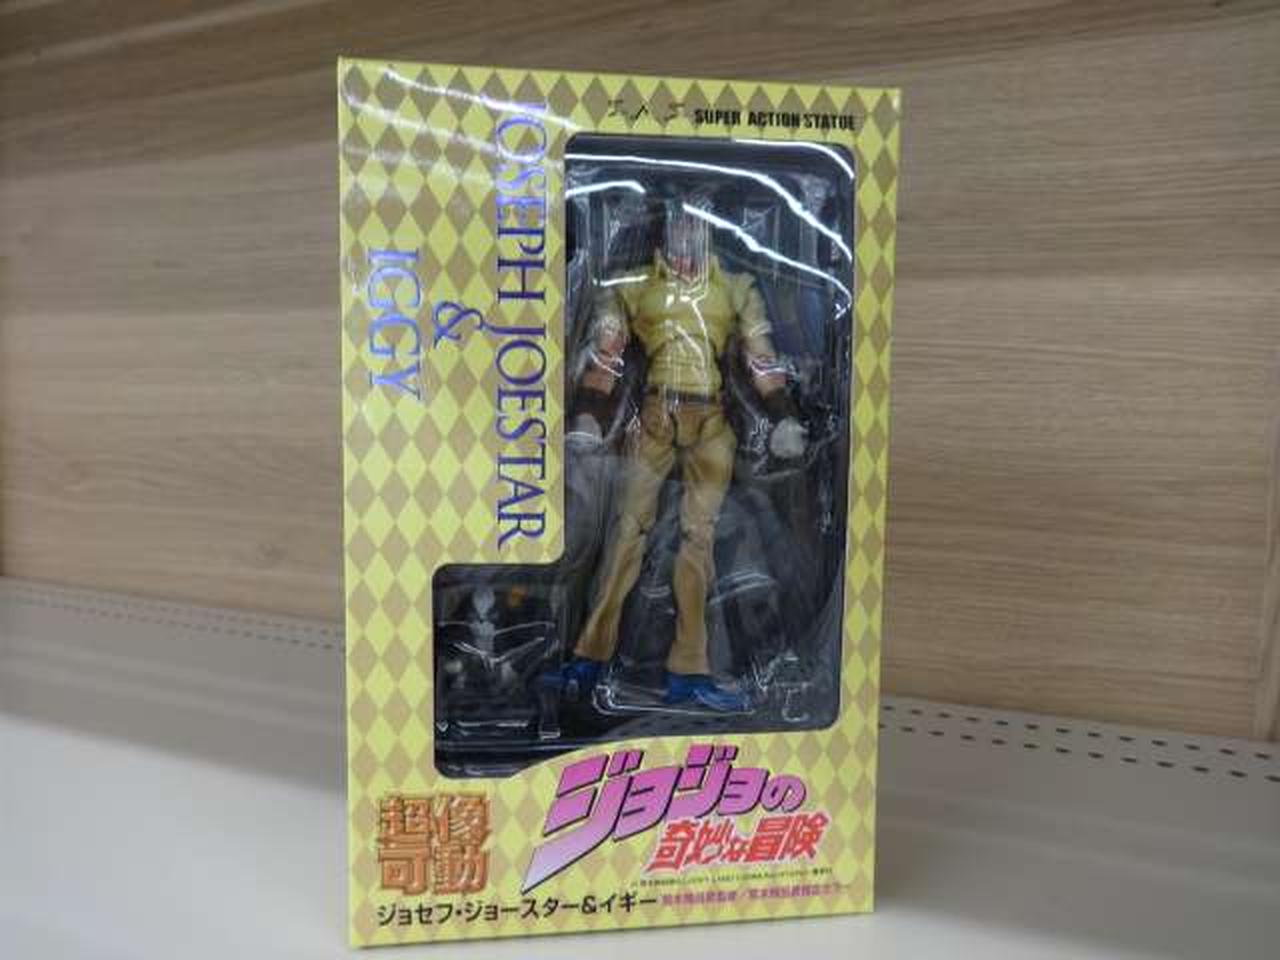 S.A.S SUPER ACTION STATUE
JOSEPH JOESTAR
&
IGGY
超像
可動
ジョジョの
奇妙な冒険
ジョセフ・ジョースター&イギー